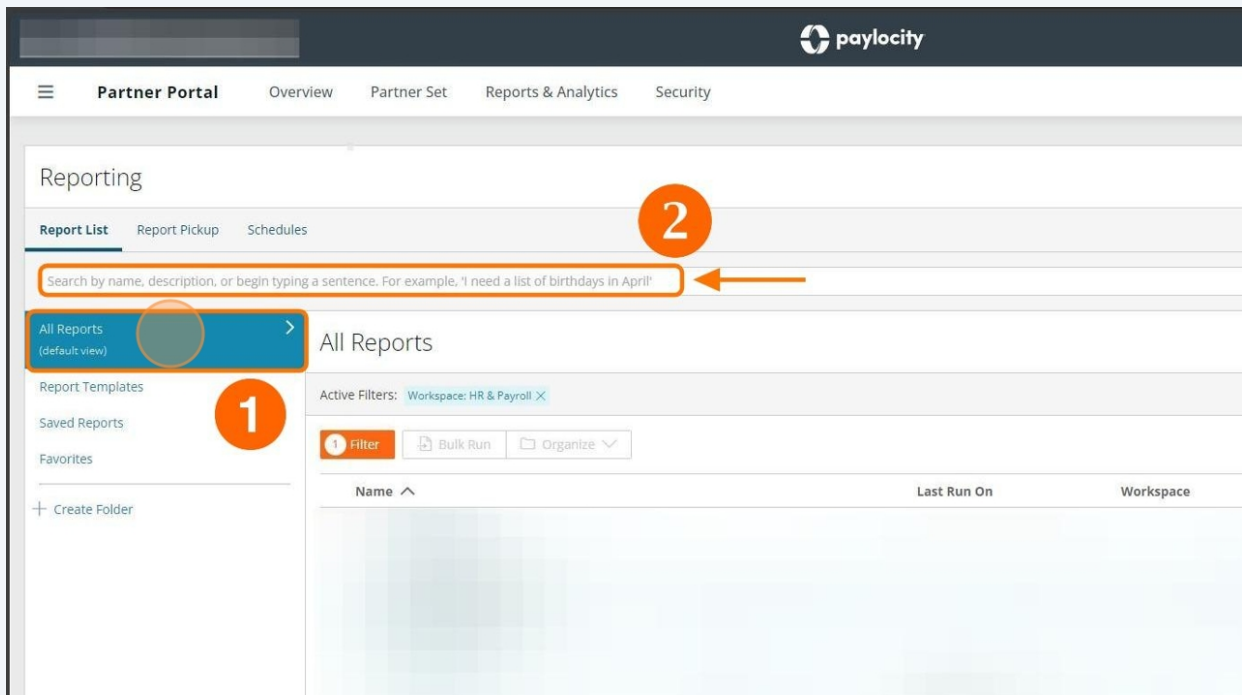 paylocity
Partner Portal Overview Partner Set Reports & Analytics Security
Reporting
2
Report List Report Pickup Schedules
Search by name, description, or begin typing a sentence. For example, 'I need a list of birthdays in April'
All Reports
(default view)
Report Templates
Saved Reports
Favorites
Create Folder
1
All Reports
Active Filters: Workspace: HR & Payroll
1 Filter Bulk Run Organize
Name Last Run On Workspace